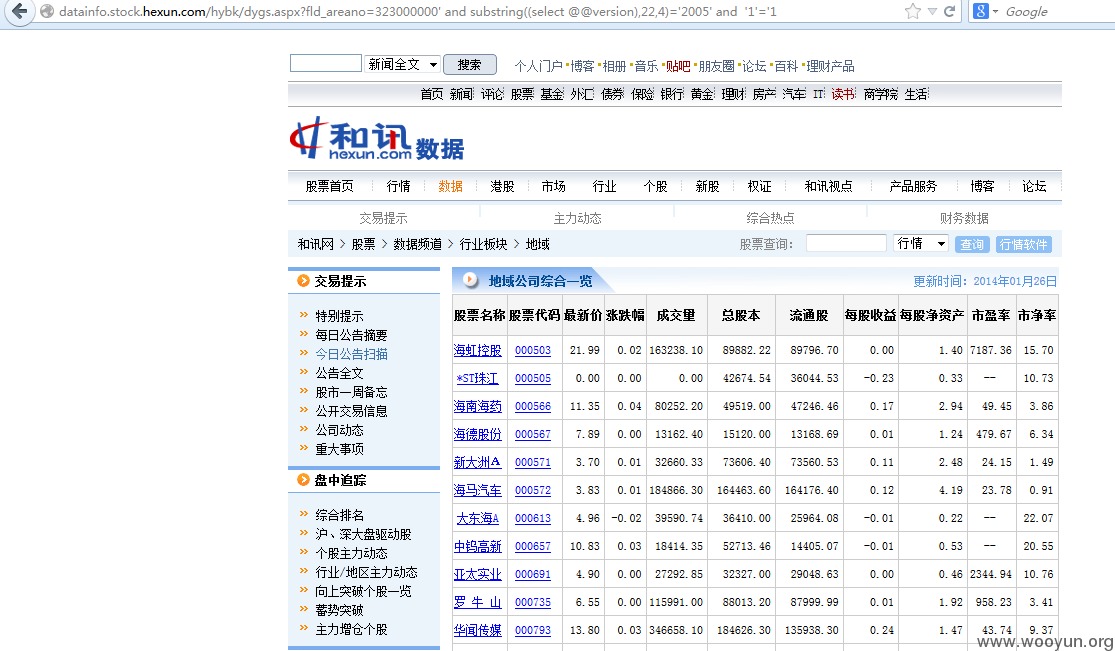 datainfo.stock.hexun.com/hybk/dygs.aspx?fld_areano=323000000' and substring((select @@version),22,4)='2005' and '1'='1
Google
新闻全文 搜索 个人门户 博客 相册 音乐 贴吧 朋友圈 论坛 百科 理财产品
首页 新闻 评论 股票 基金 外汇 债券 保险 银行 黄金 理财 房产 汽车 IT 读书 商学院 生活
和讯 数据
hexun.com
股票首页 行情 数据 港股 市场 行业 个股 新股 权证 和讯视点 产品服务 博客 论坛
交易提示 主力动态 综合热点 财务数据
和讯网 > 股票 > 数据频道 > 行业板块 > 地域 股票查询： 行情 查询 行情软件
交易提示
特别提示
每日公告摘要
今日公告扫描
公告全文
股市一周备忘
公开交易信息
公司动态
重大事项
盘中追踪
综合排名
沪、深大盘驱动股
个股主力动态
行业/地区主力动态
向上突破个股一览
蓄势突破
主力增仓个股
地域公司综合一览 更新时间：2014年01月26日
股票名称 股票代码 最新价 涨跌幅 成交量 总股本 流通股 每股收益 每股净资产 市盈率 市净率
海虹控股 000503 21.99 0.02 163238.10 89882.22 89796.70 0.00 1.40 7187.36 15.70
*ST珠江 000505 0.00 0.00 0.00 42674.54 36044.53 -0.23 0.33 -- 10.73
海南海药 000566 11.35 0.04 80252.20 49519.00 47246.46 0.17 2.94 49.45 3.86
海德股份 000567 7.89 0.00 13162.40 15120.00 13168.69 0.01 1.24 479.67 6.34
新大洲A 000571 3.70 0.01 32660.33 73606.40 73560.53 0.11 2.48 24.15 1.49
海马汽车 000572 3.83 0.01 184866.30 164463.60 164176.40 0.12 4.19 23.78 0.91
大东海A 000613 4.96 -0.02 39590.74 36410.00 25964.08 -0.01 0.22 -- 22.07
中钨高新 000657 10.83 0.03 18414.35 52713.46 14405.07 -0.01 0.53 -- 20.55
亚太实业 000691 4.90 0.00 27292.85 32327.00 29048.63 0.00 0.46 2344.94 10.76
罗 牛 山 000735 6.55 0.00 115991.00 88013.20 87999.99 0.01 1.92 958.23 3.41
华闻传媒 000793 13.80 0.03 346658.10 184626.30 135938.30 0.24 1.47 43.74 9.37
www.wooyun.org